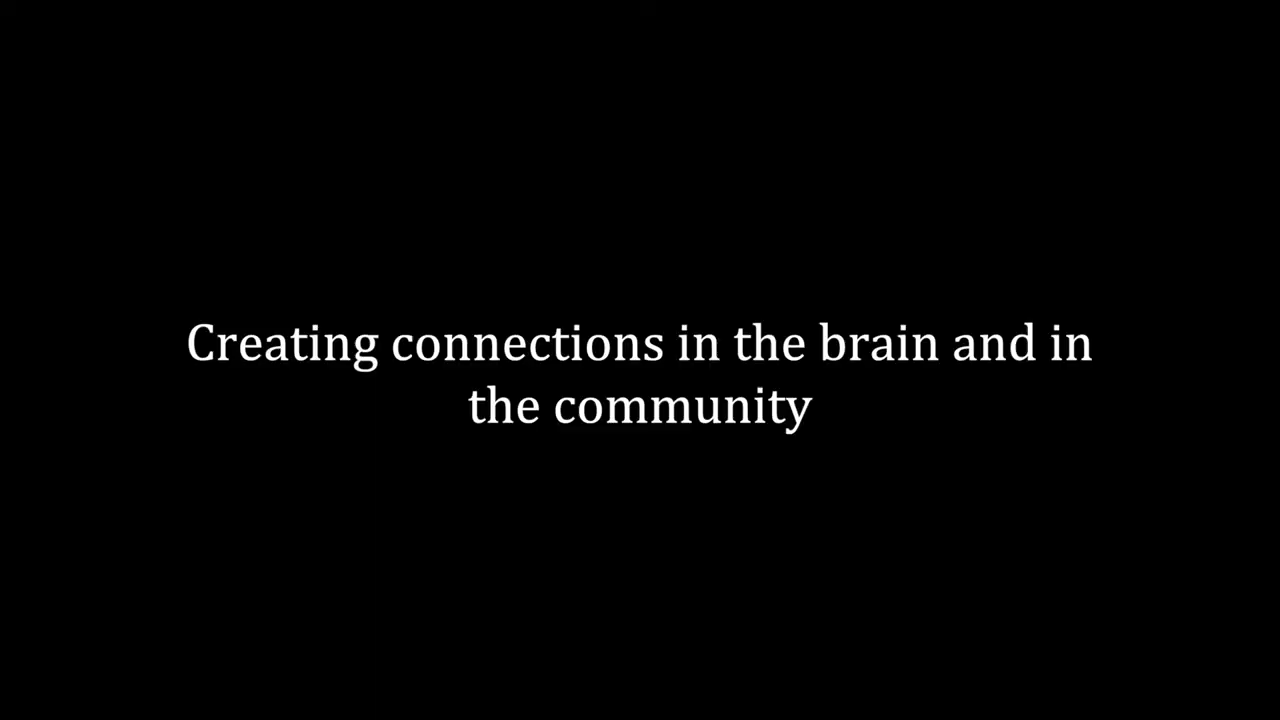 Creating connections in the brain and in
the community